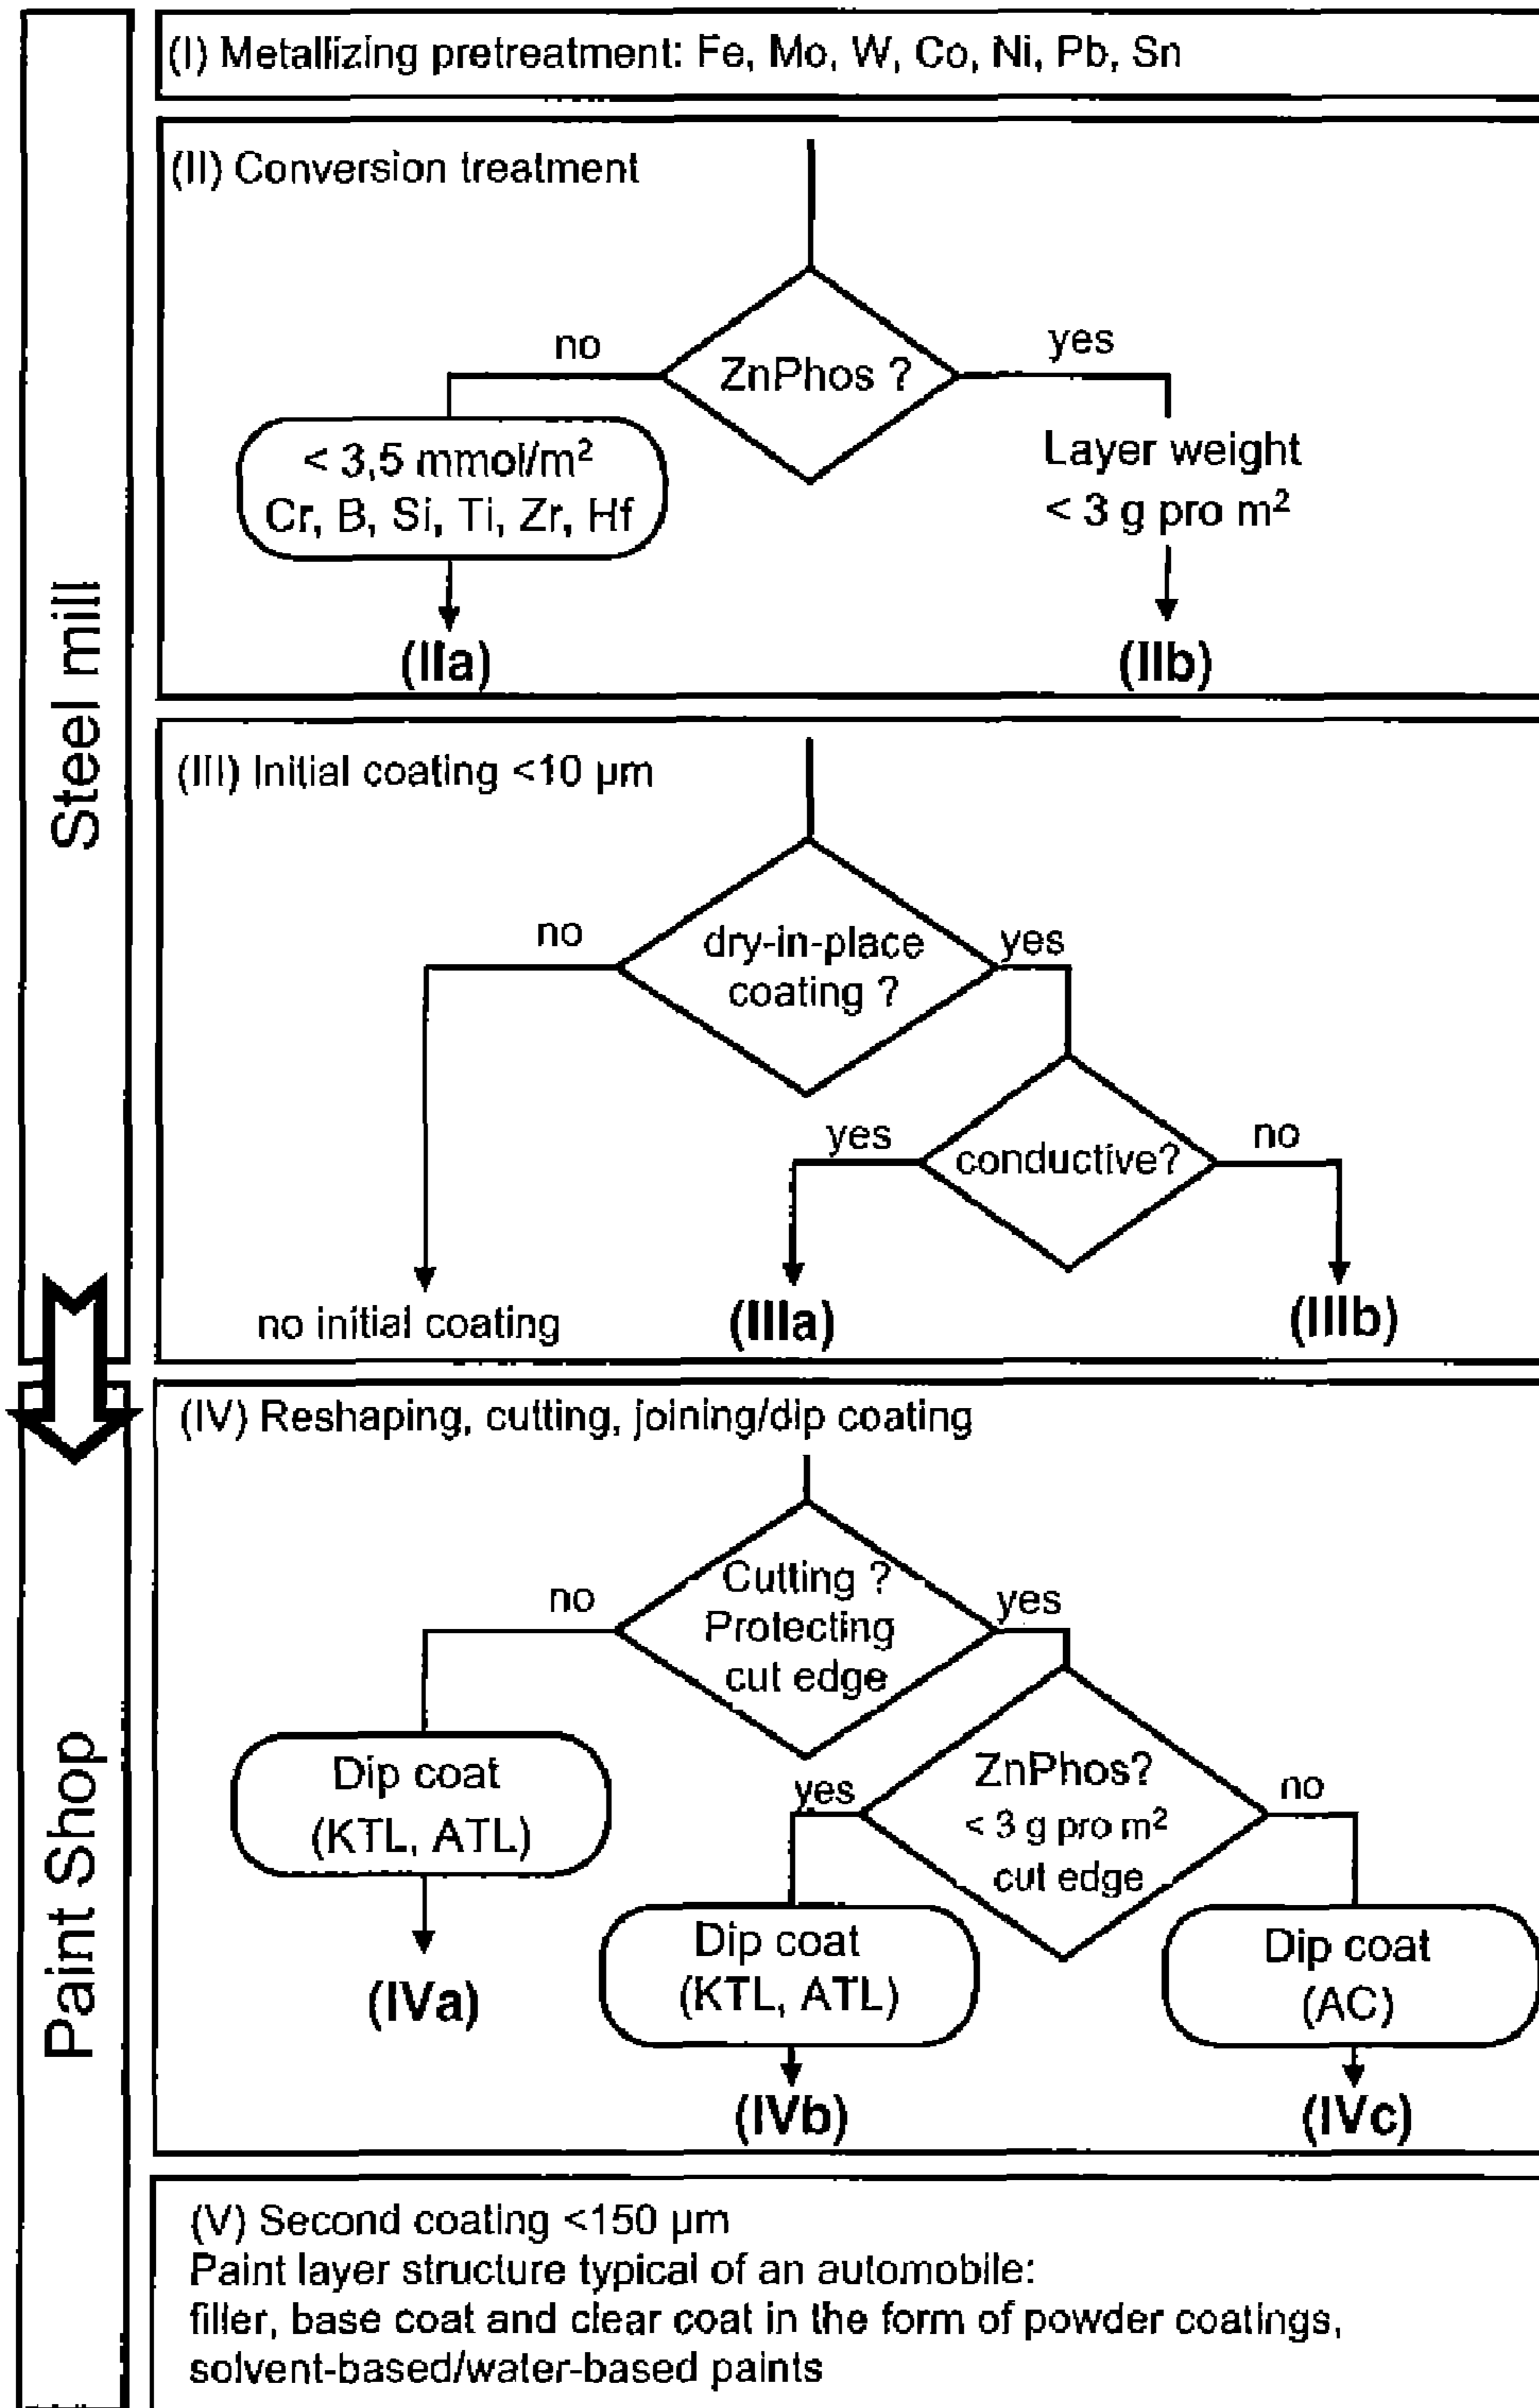 Steel mill
(I) Metallizing pretreatment: Fe, Mo, W, Co, Ni, Pb, Sn
(II) Conversion treatment
no
yes
ZnPhos ?
< 3,5 mmol/m²
Cr, B, Si, Ti, Zr, Hf
Layer weight
< 3 g pro m²
(IIa)
(IIb)
(III) Initial coating <10 µm
no
yes
dry-in-place
coating ?
yes
no
conductive?
no initial coating
(IIIa)
(IIIb)
Paint Shop
(IV) Reshaping, cutting, joining/dip coating
no
yes
Cutting ?
Protecting
cut edge
yes
no
ZnPhos?
< 3 g pro m²
cut edge
Dip coat
(KTL, ATL)
Dip coat
(KTL, ATL)
Dip coat
(AC)
(IVa)
(IVb)
(IVc)
(V) Second coating <150 µm
Paint layer structure typical of an automobile:
filler, base coat and clear coat in the form of powder coatings,
solvent-based/water-based paints